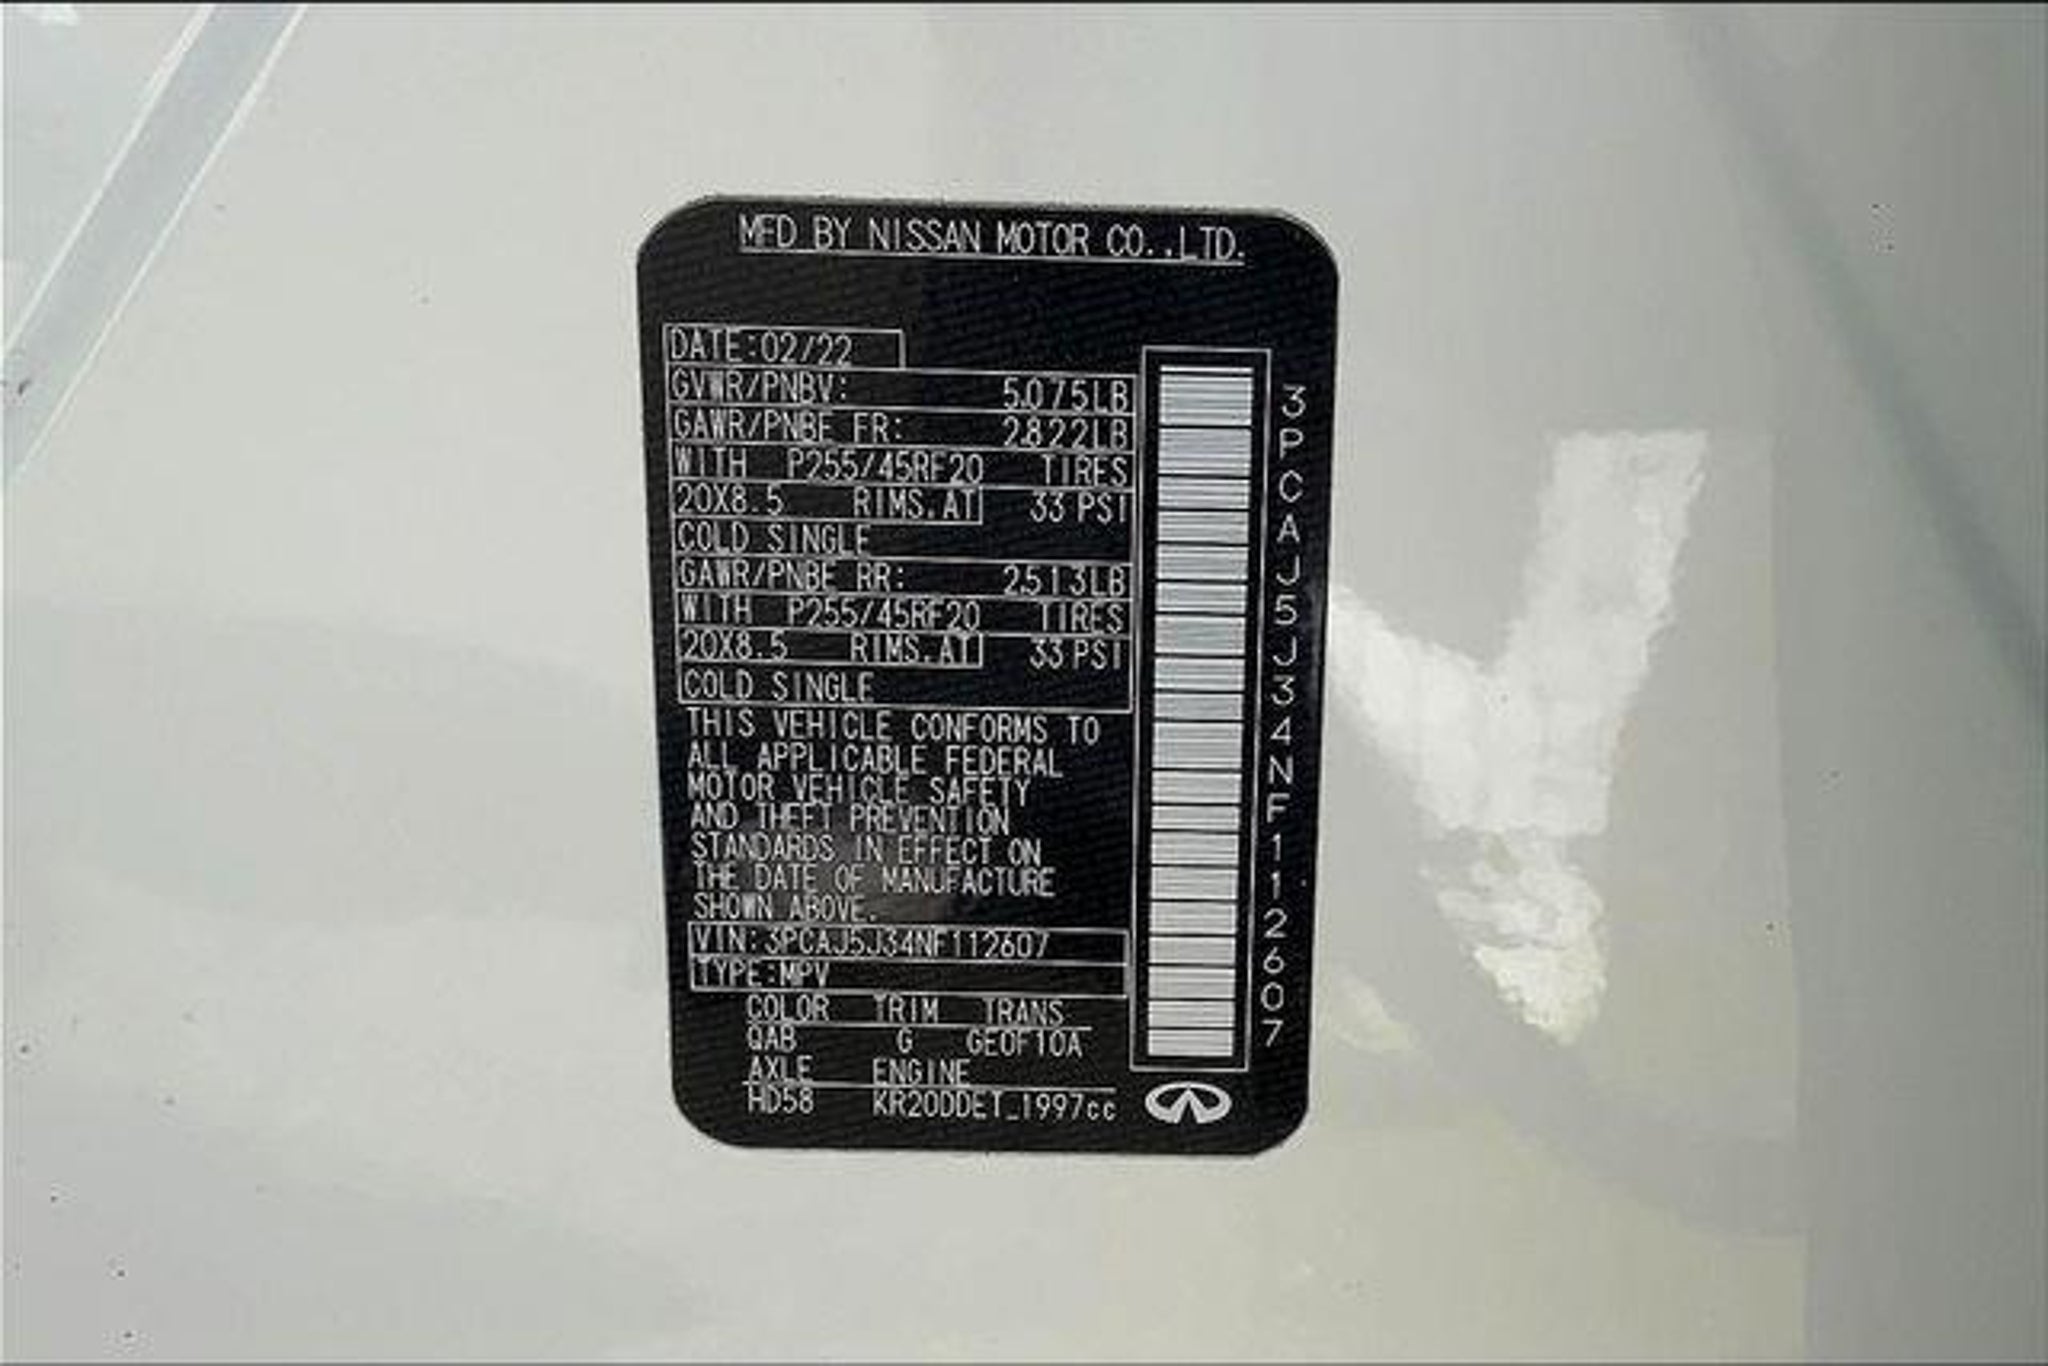 MFD BY NISSAN MOTOR CO.,LTD.
DATE:02/22
GVWR/PNBV: 5075LB
GAWR/PNBE FR: 2822LB
WITH P255/45RF20 TIRES
20X8.5 RIMS.AT 33 PSI
COLD SINGLE
GAWR/PNBE RR: 2513LB
WITH P255/45RF20 TIRES
20X8.5 RIMS.AT 33 PSI
COLD SINGLE
THIS VEHICLE CONFORMS TO
ALL APPLICABLE FEDERAL
MOTOR VEHICLE SAFETY
AND THEFT PREVENTION
STANDARDS IN EFFECT ON
THE DATE OF MANUFACTURE
SHOWN ABOVE.
VIN:3PCAJ5J34NF112607
TYPE:MPV
COLOR TRIM TRANS
QAB G GE0F10A
AXLE ENGINE
HD58 KR20DDET_1997cc
3PCAJ5J34NF112607